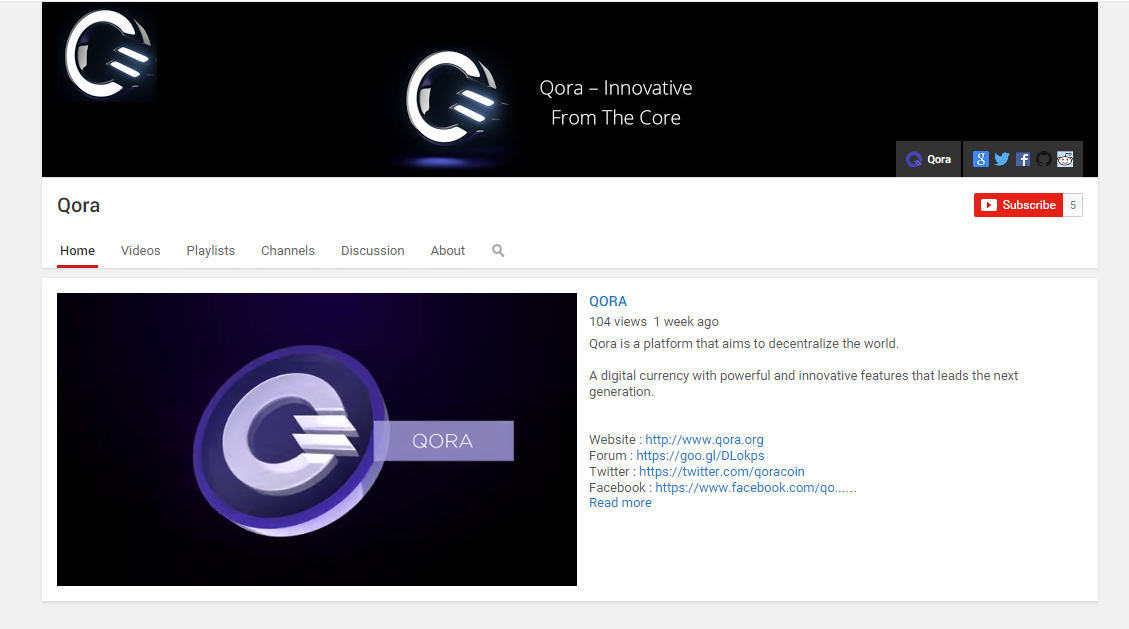 Qora – Innovative
From The Core
Qora
Qora
Subscribe 5
Home Videos Playlists Channels Discussion About
QORA
QORA
104 views 1 week ago
Qora is a platform that aims to decentralize the world.
A digital currency with powerful and innovative features that leads the next
generation.
Website : http://www.qora.org
Forum : https://goo.gl/DLokps
Twitter : https://twitter.com/qoracoin
Facebook : https://www.facebook.com/qo...…
Read more